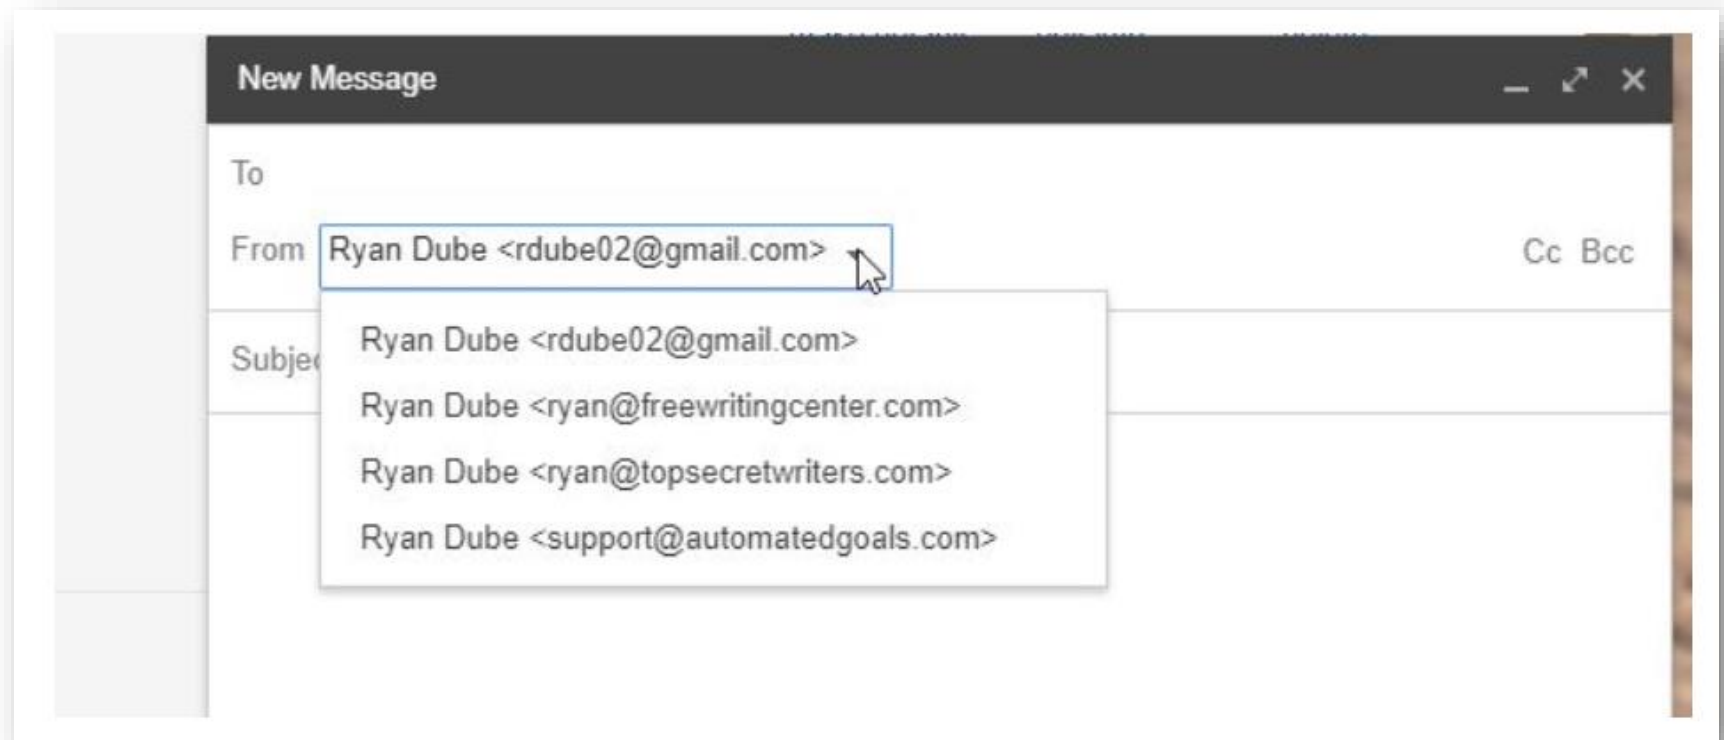 New Message
To
From Ryan Dube <rdube02@gmail.com> Cc Bcc
Ryan Dube <rdube02@gmail.com>
Subjec
Ryan Dube <ryan@freewritingcenter.com>
Ryan Dube <ryan@topsecretwriters.com>
Ryan Dube <support@automatedgoals.com>